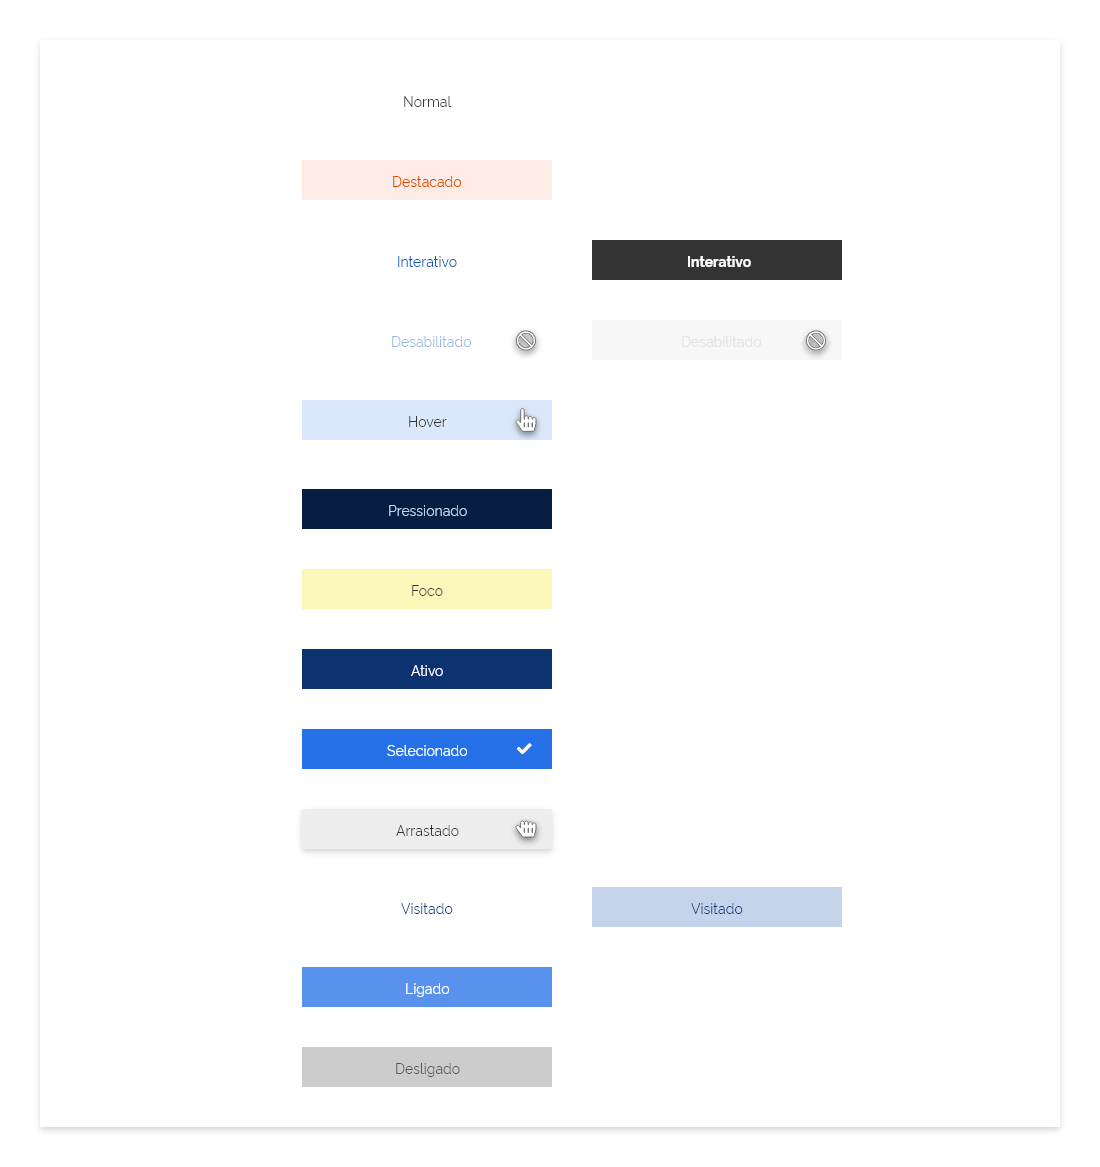 Normal
Destacado
Interativo
Interativo
Desabilitado
Desabilitado
Hover
Pressionado
Foco
Ativo
Selecionado
Arrastado
Visitado
Visitado
Ligado
Desligado